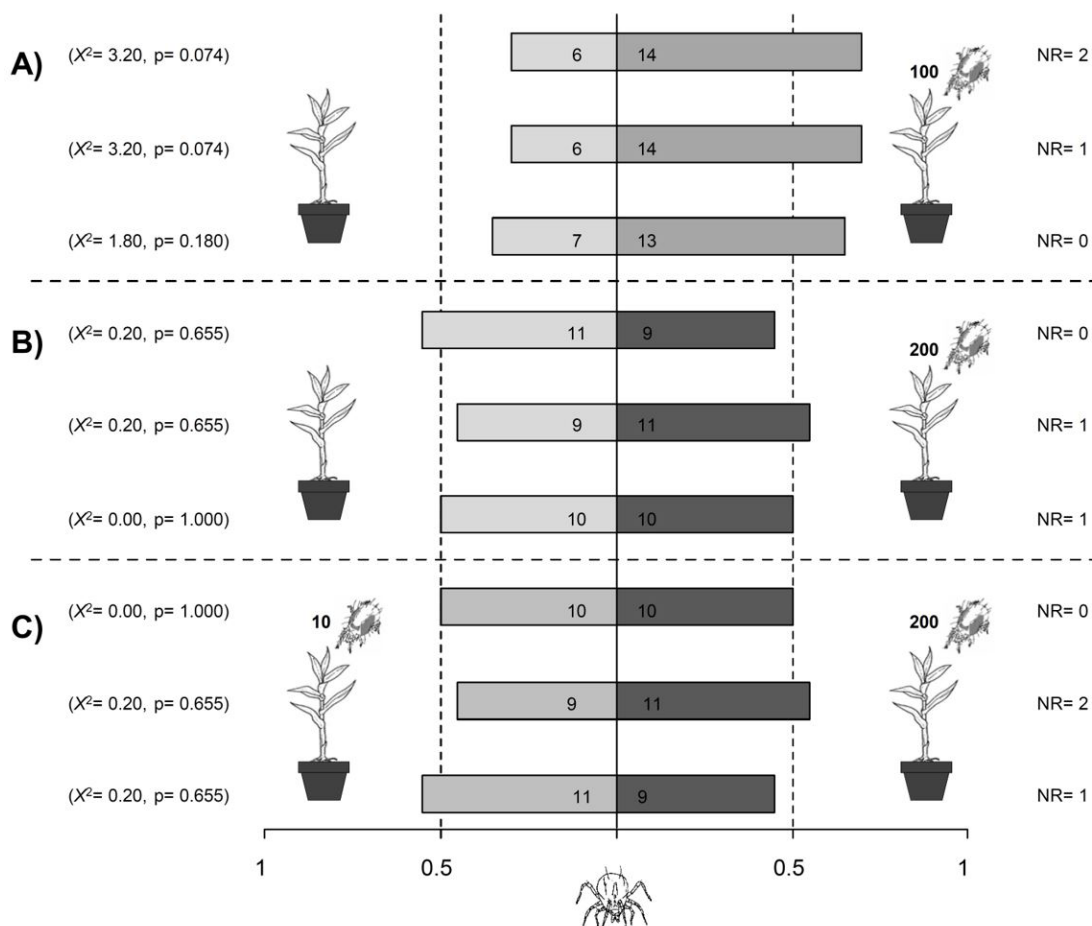 A) (X²= 3.20, p= 0.074) 6 14 100 NR= 2
(X²= 3.20, p= 0.074) 6 14 NR= 1
(X²= 1.80, p= 0.180) 7 13 NR= 0
B) (X²= 0.20, p= 0.655) 11 9 200 NR= 0
(X²= 0.20, p= 0.655) 9 11 NR= 1
(X²= 0.00, p= 1.000) 10 10 NR= 1
C) (X²= 0.00, p= 1.000) 10 10 10 200 NR= 0
(X²= 0.20, p= 0.655) 9 11 NR= 2
(X²= 0.20, p= 0.655) 11 9 NR= 1
1 0.5 0.5 1